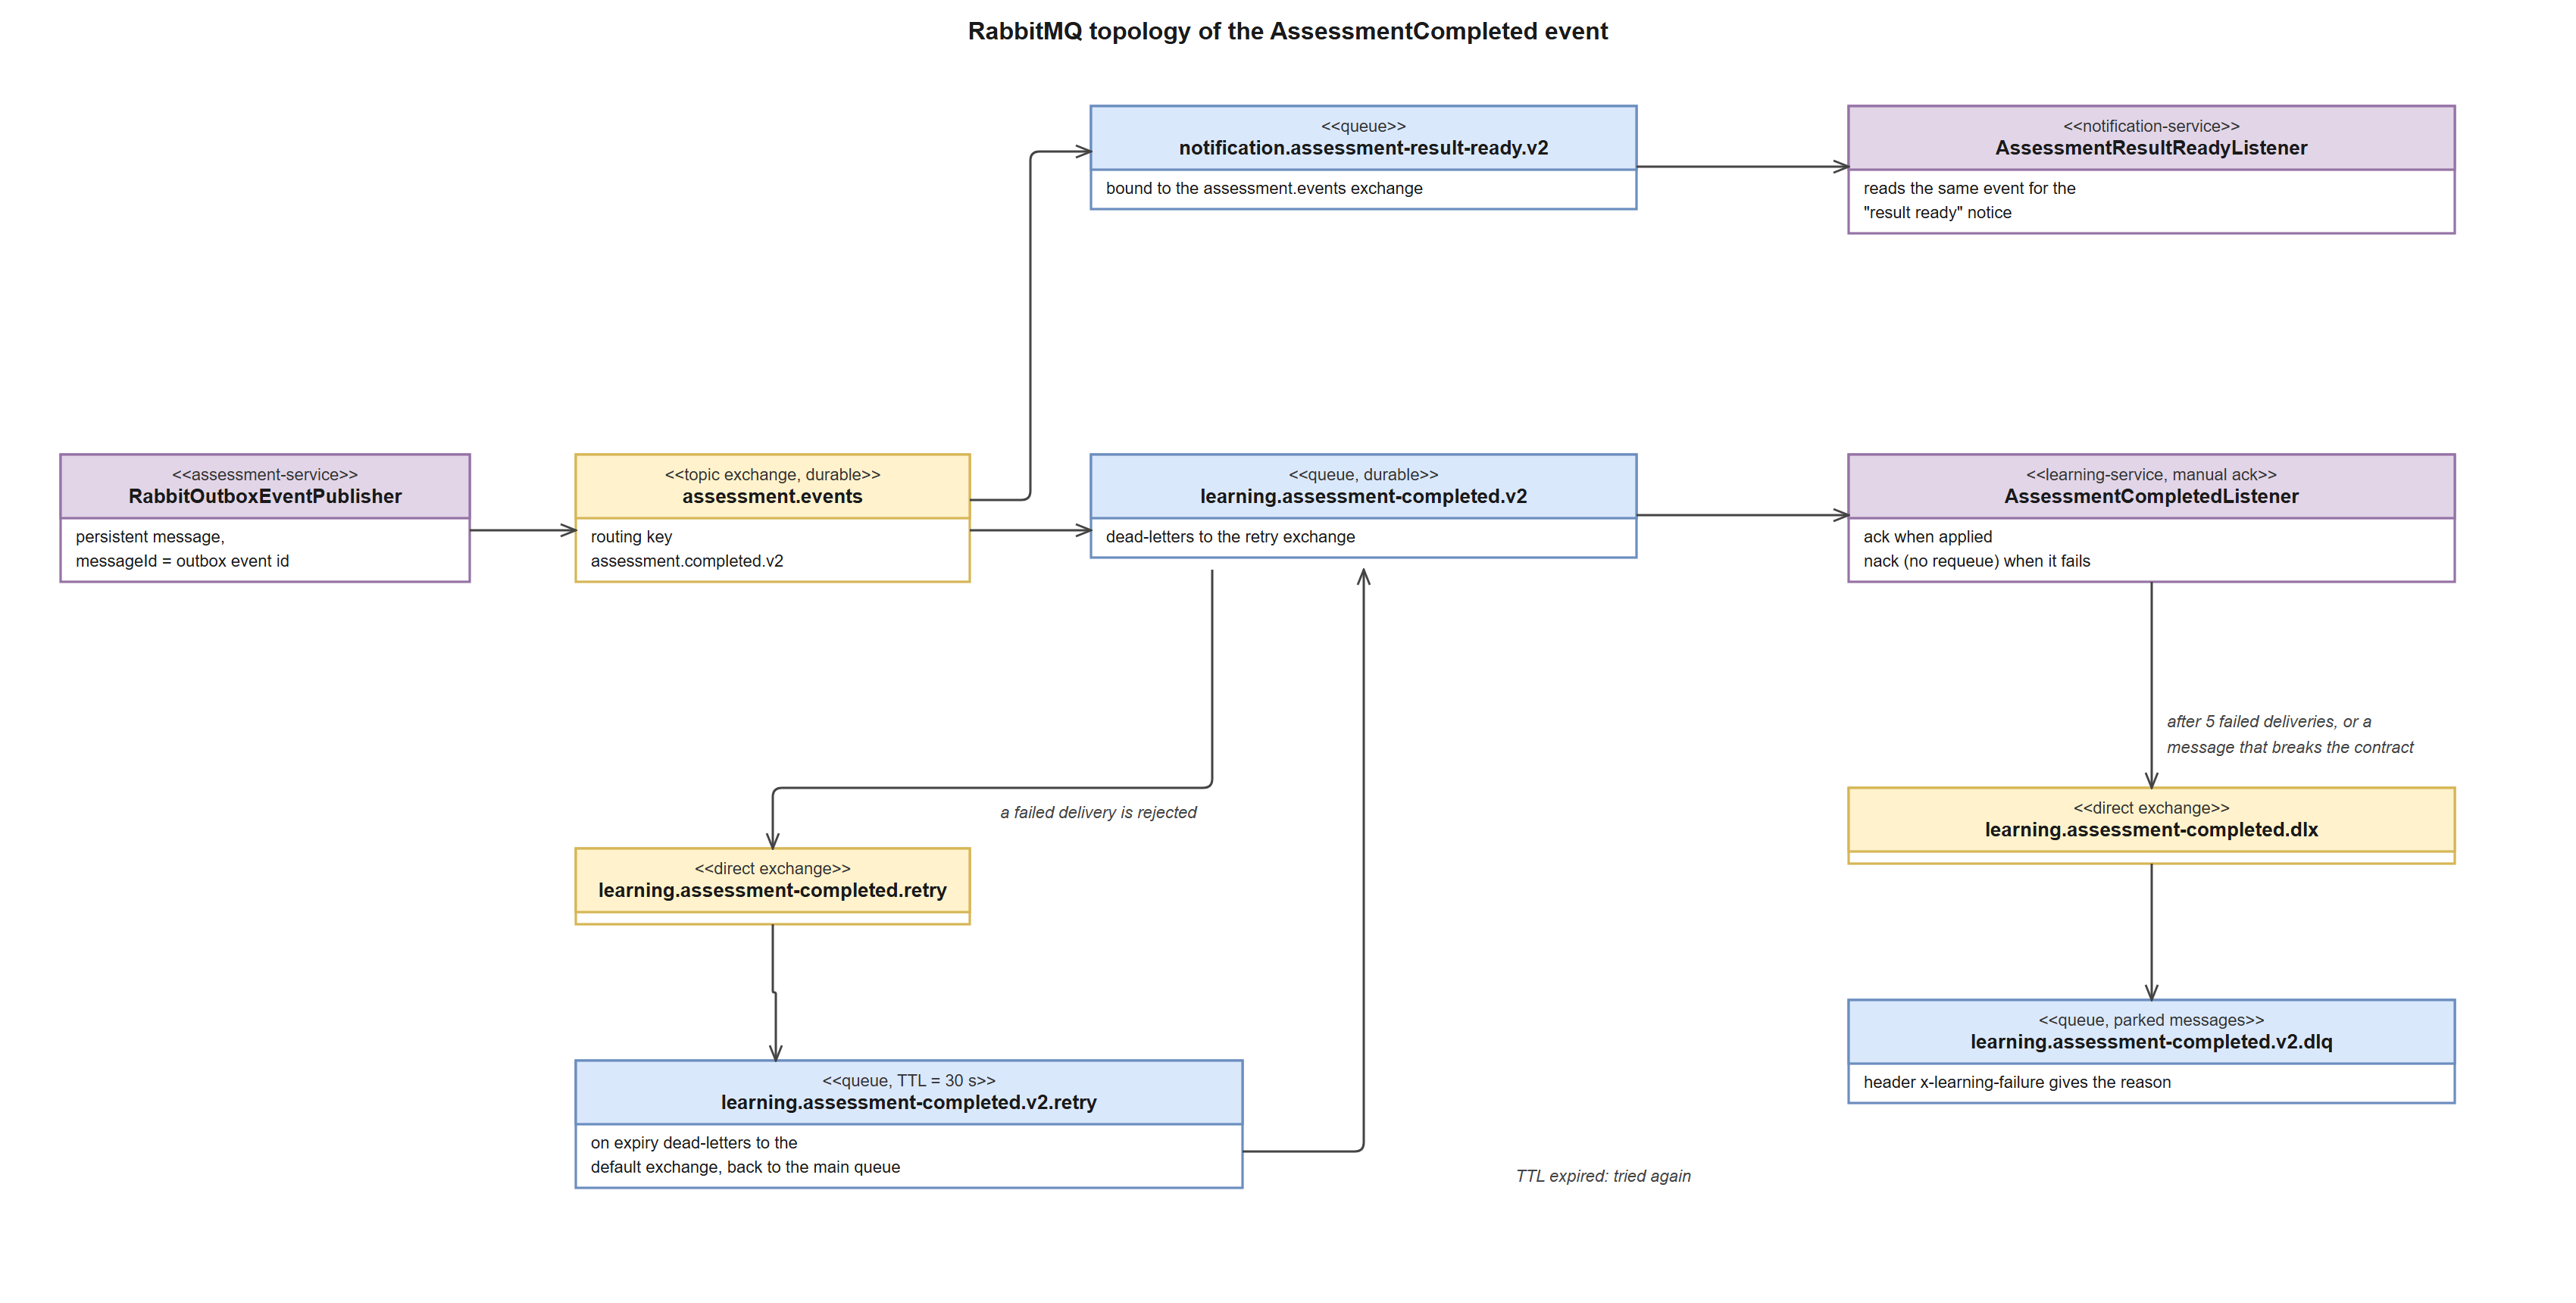 RabbitMQ topology of the AssessmentCompleted event
<<queue>>
notification.assessment-result-ready.v2
bound to the assessment.events exchange
<<notification-service>>
AssessmentResultReadyListener
reads the same event for the
"result ready" notice
<<assessment-service>>
RabbitOutboxEventPublisher
persistent message,
messageId = outbox event id
<<topic exchange, durable>>
assessment.events
routing key
assessment.completed.v2
<<queue, durable>>
learning.assessment-completed.v2
dead-letters to the retry exchange
<<learning-service, manual ack>>
AssessmentCompletedListener
ack when applied
nack (no requeue) when it fails
after 5 failed deliveries, or a
message that breaks the contract
a failed delivery is rejected
<<direct exchange>>
learning.assessment-completed.dlx
<<direct exchange>>
learning.assessment-completed.retry
<<queue, parked messages>>
learning.assessment-completed.v2.dlq
header x-learning-failure gives the reason
<<queue, TTL = 30 s>>
learning.assessment-completed.v2.retry
on expiry dead-letters to the
default exchange, back to the main queue
TTL expired: tried again